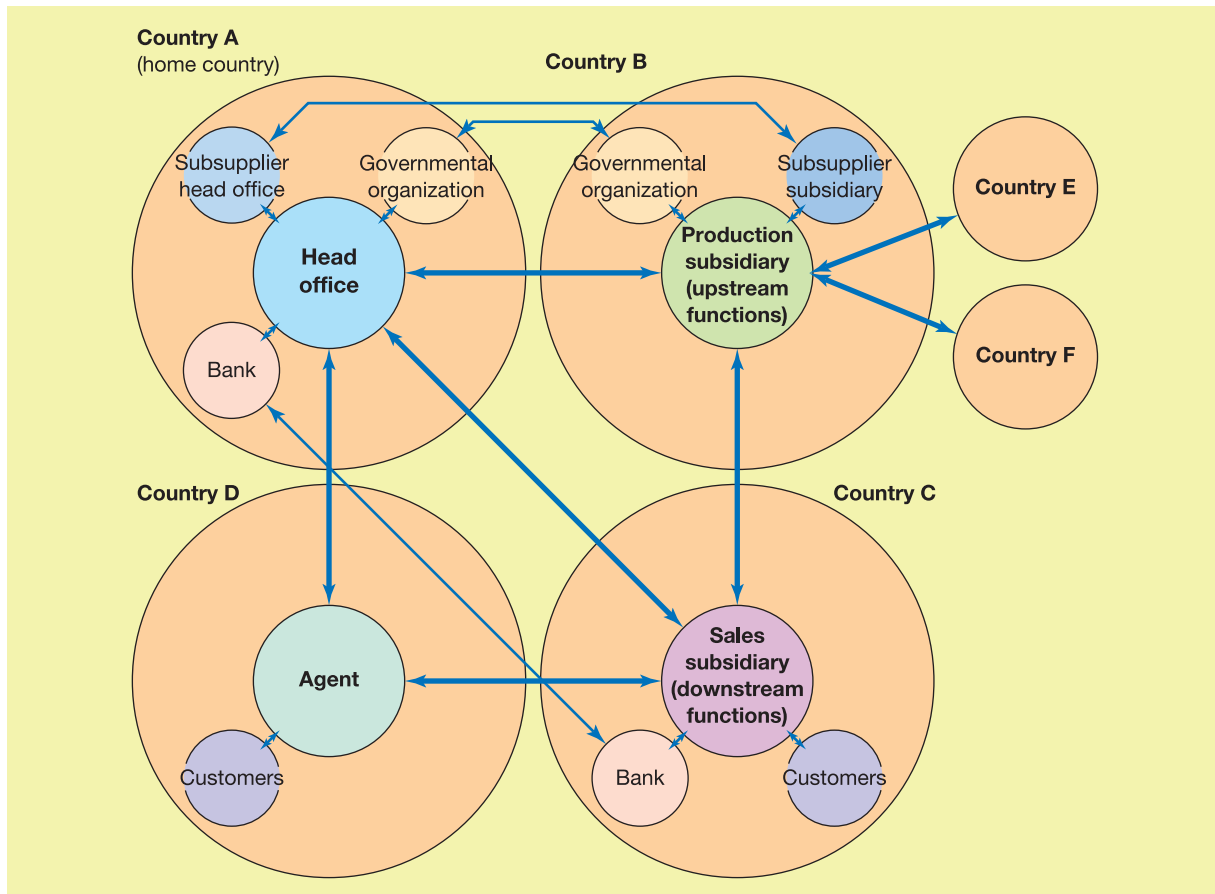 Country A
(home country)
Country B
Subsupplier
head office
Governmental
organization
Governmental
organization
Subsupplier
subsidiary
Country E
Head
office
Production
subsidiary
(upstream
functions)
Bank
Country F
Country D
Country C
Agent
Sales
subsidiary
(downstream
functions)
Customers
Bank
Customers